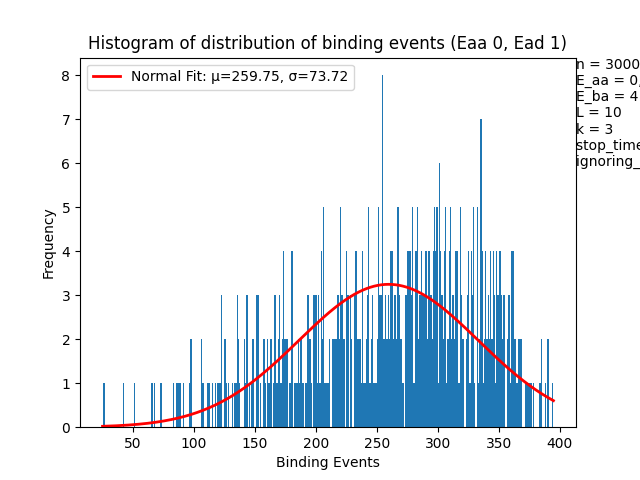 Histogram of distribution of binding events (Eaa 0, Ead 1)
Normal Fit: μ=259.75, σ=73.72
n = 3000
E_aa = 0,
E_ba = 4
L = 10
k = 3
stop_time
ignoring_
Frequency
8
7
6
5
4
3
2
1
0
50 100 150 200 250 300 350 400
Binding Events